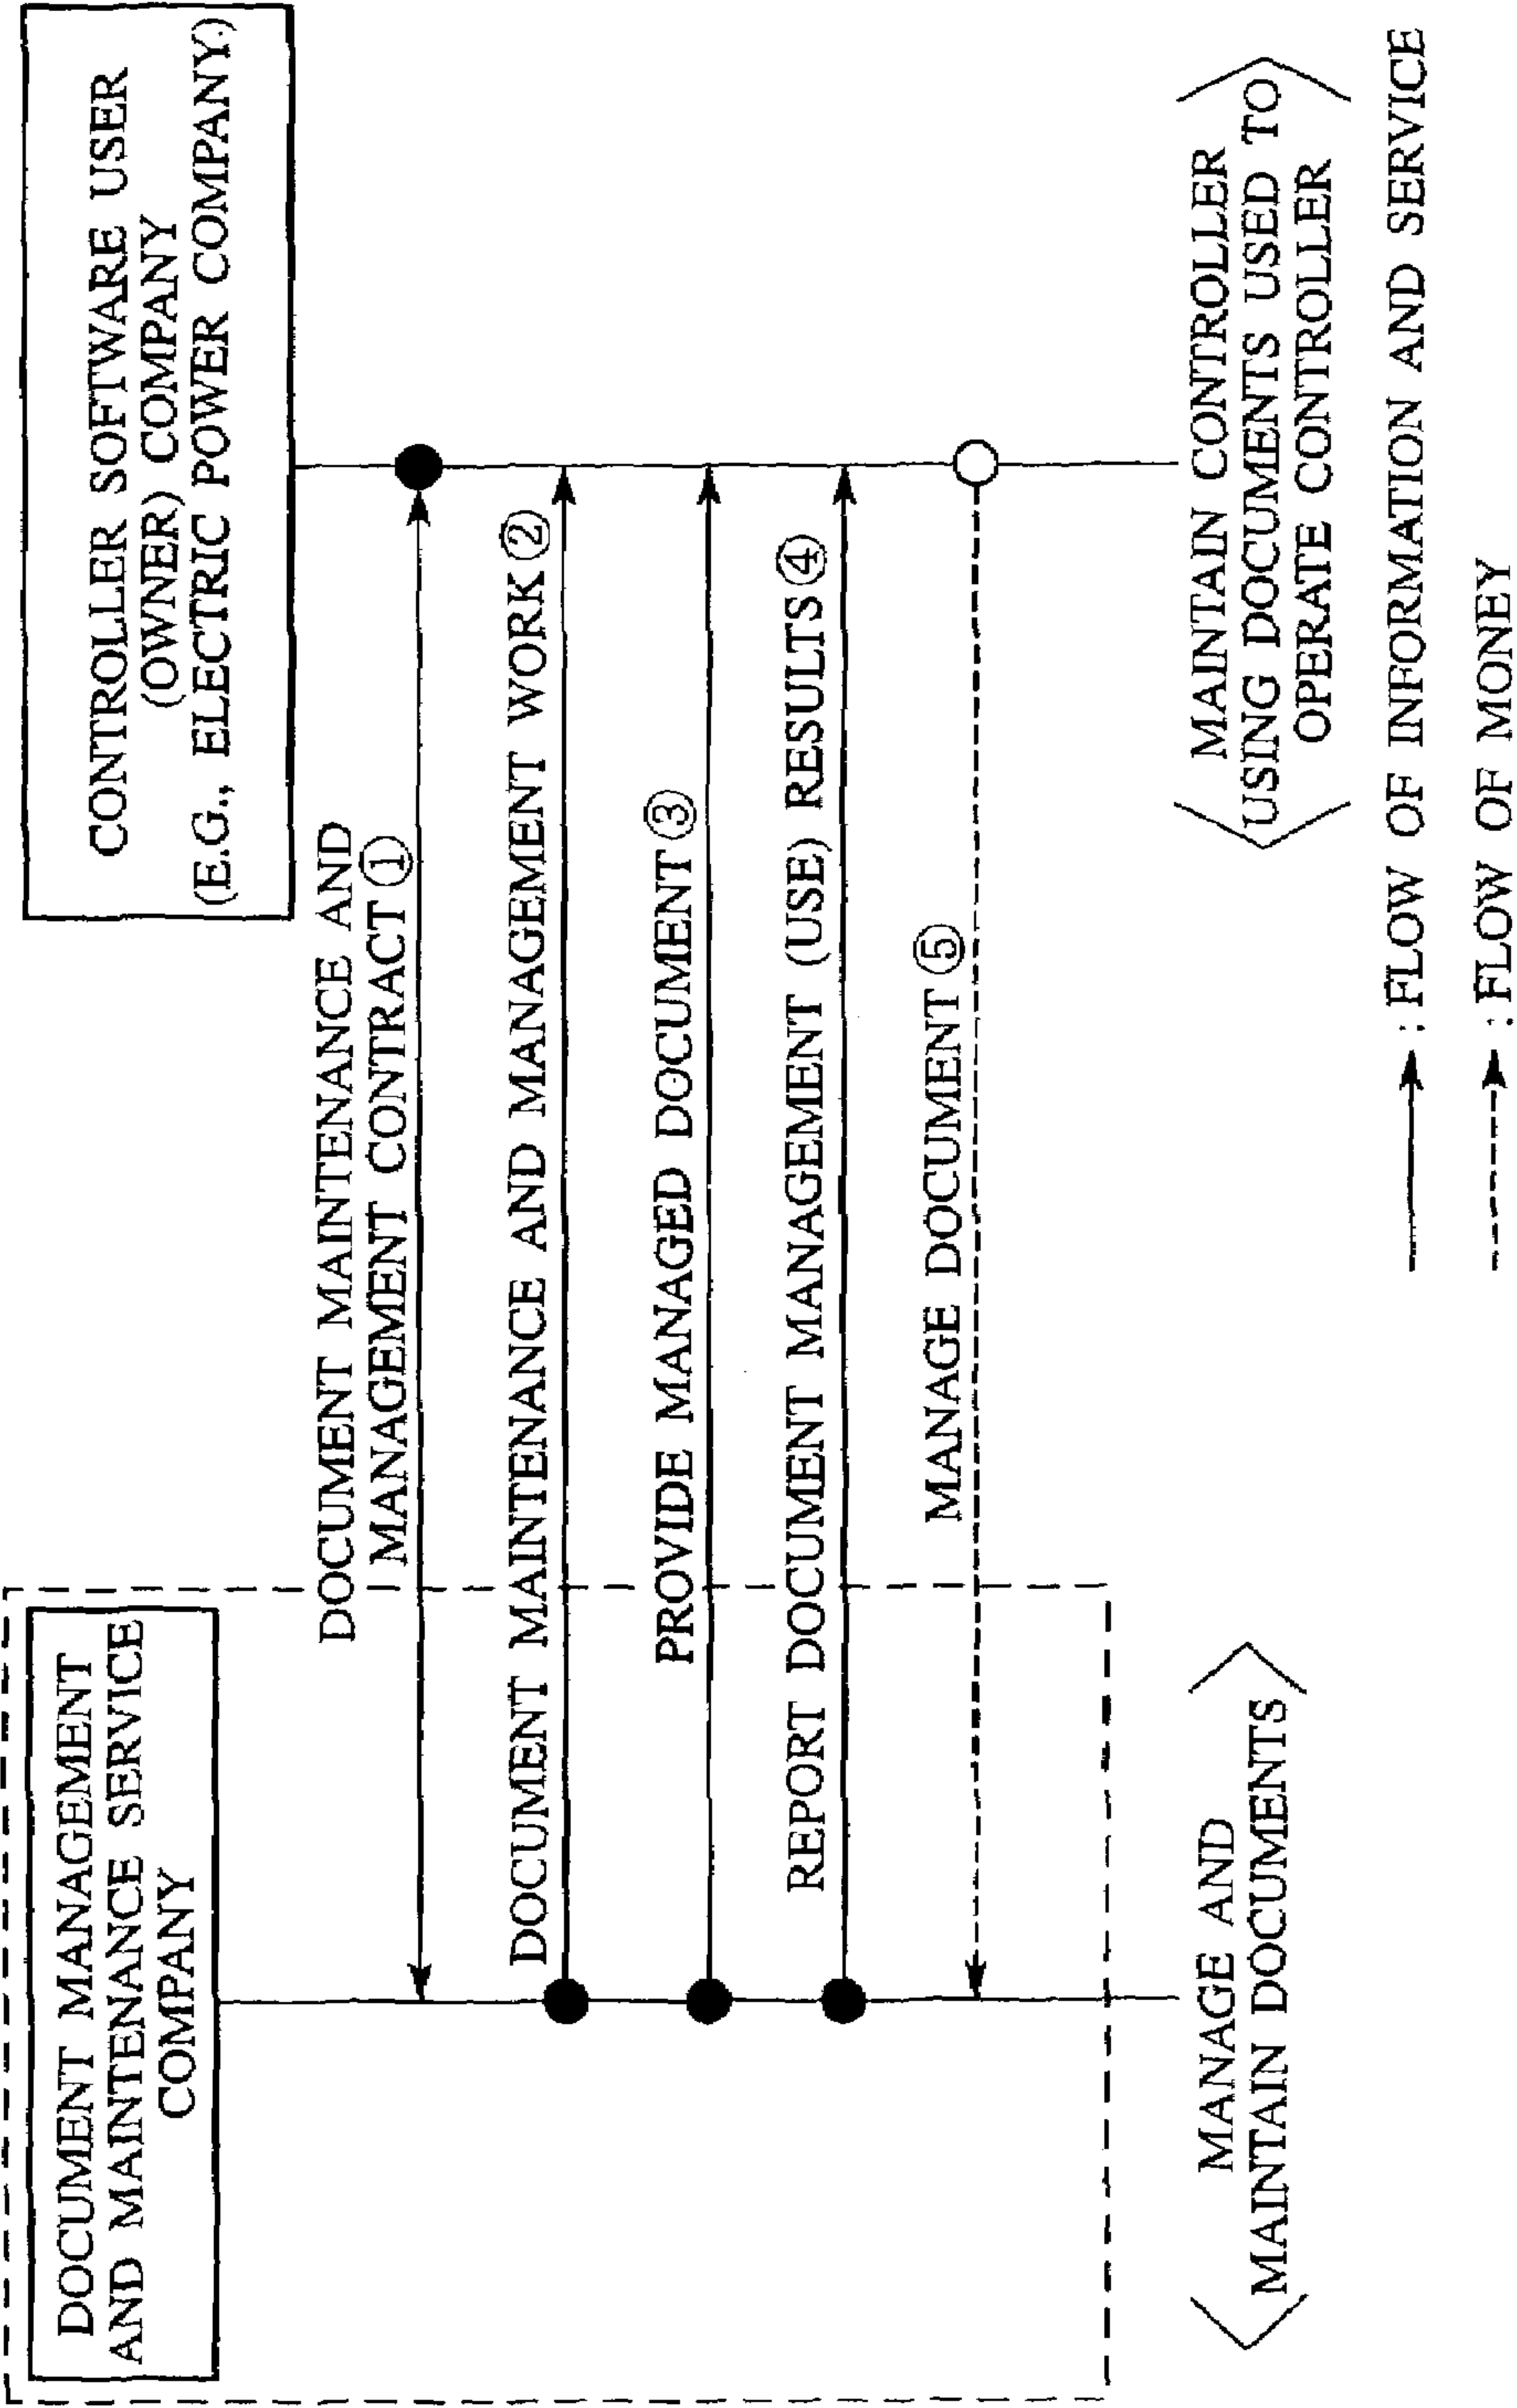 DOCUMENT MANAGEMENT
AND MAINTENANCE SERVICE
COMPANY
CONTROLLER SOFTWARE USER
(OWNER) COMPANY
(E.G., ELECTRIC POWER COMPANY)
DOCUMENT MAINTENANCE AND
MANAGEMENT CONTRACT ①
DOCUMENT MAINTENANCE AND MANAGEMENT WORK ②
PROVIDE MANAGED DOCUMENT ③
REPORT DOCUMENT MANAGEMENT (USE) RESULTS ④
MANAGE DOCUMENT ⑤
MANAGE AND
MAINTAIN DOCUMENTS
MAINTAIN CONTROLLER
USING DOCUMENTS USED TO
OPERATE CONTROLLER
: FLOW OF INFORMATION AND SERVICE
: FLOW OF MONEY